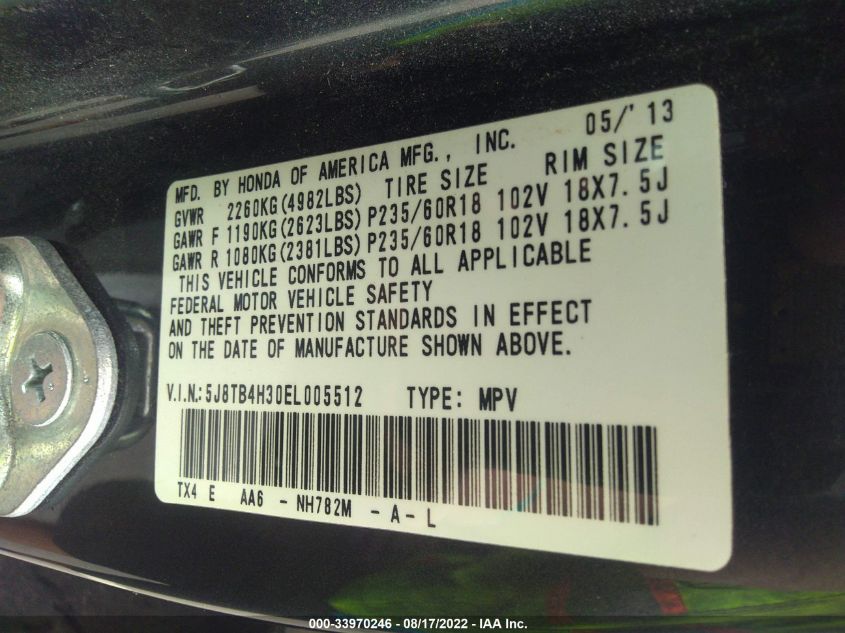 05/'13
MFD. BY HONDA OF AMERICA MFG., INC.
GVWR 2260KG(4982LBS) TIRE SIZE RIM SIZE
GAWR F 1190KG(2623LBS) P235/60R18 102V 18X7.5J
GAWR R 1080KG(2381LBS) P235/60R18 102V 18X7.5J
THIS VEHICLE CONFORMS TO ALL APPLICABLE
FEDERAL MOTOR VEHICLE SAFETY
AND THEFT PREVENTION STANDARDS IN EFFECT
ON THE DATE OF MANUFACTURE SHOWN ABOVE.
V.I.N.: 5J8TB4H30EL005512 TYPE: MPV
TX4 E AA6 - NH782M - A - L
000-33970246 - 08/17/2022 - IAA Inc.